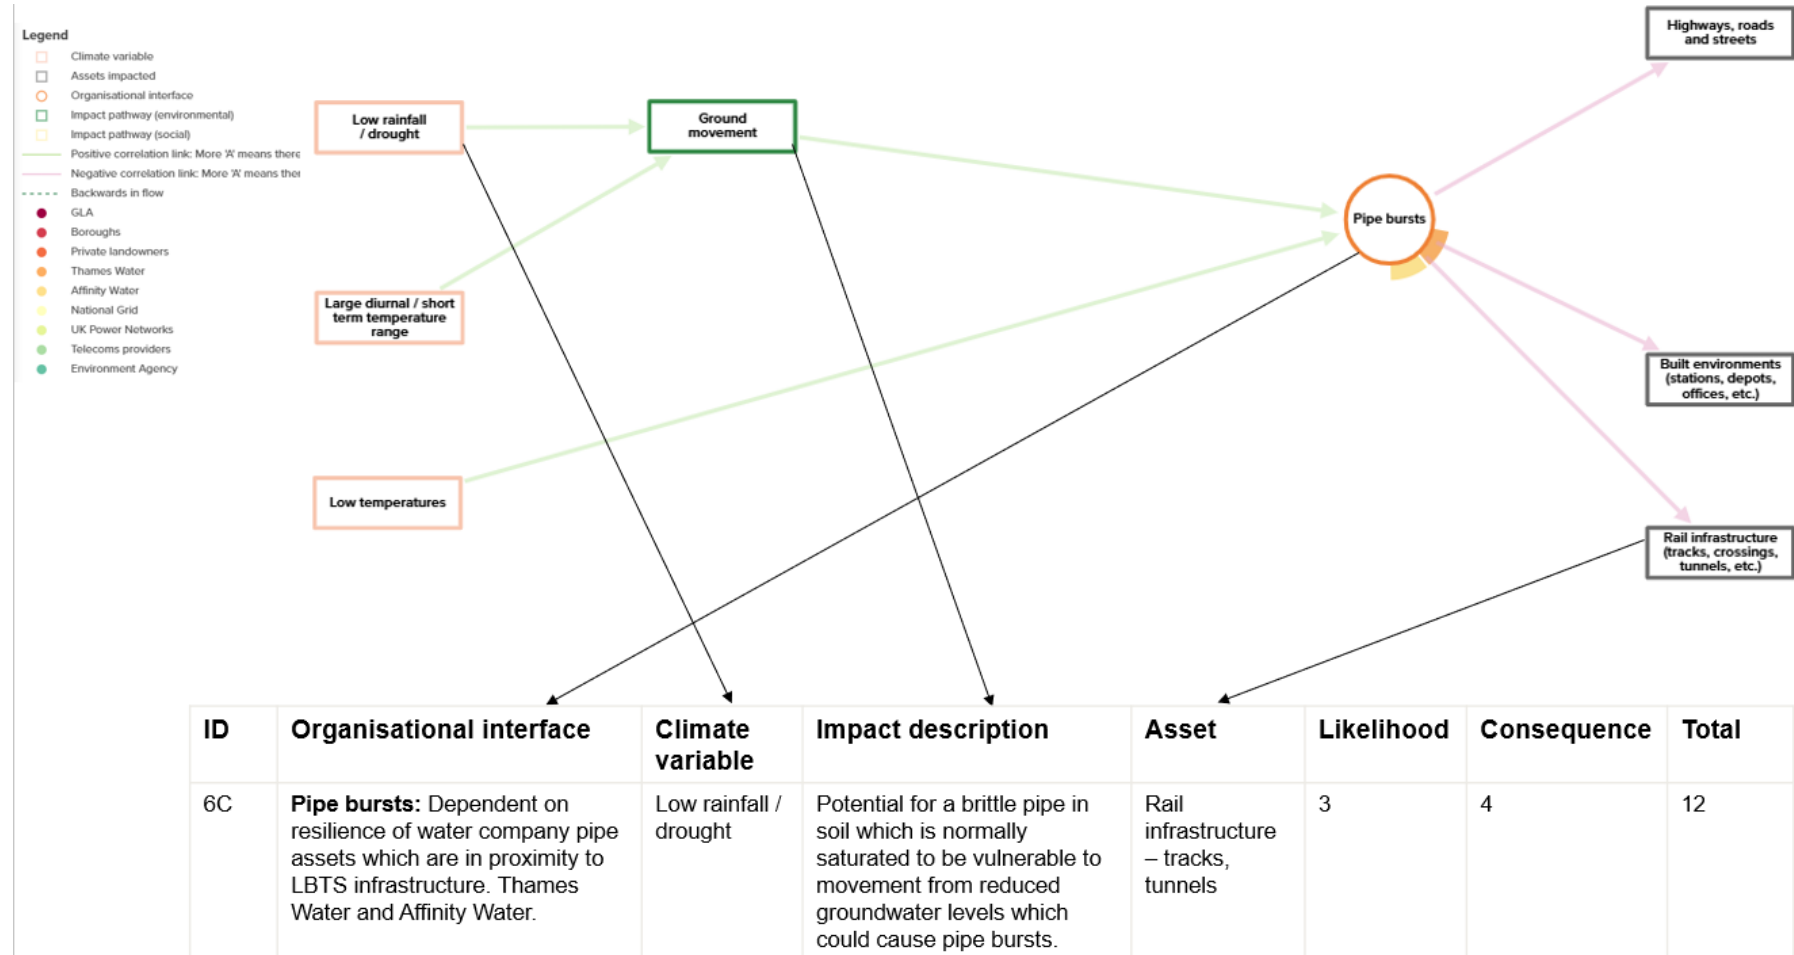 Legend
Climate variable
Assets impacted
Organisational interface
Impact pathway (environmental)
Impact pathway (social)
Positive correlation link: More 'A' means there
Negative correlation link: More 'A' means ther
Backwards in flow
GLA
Boroughs
Private landowners
Thames Water
Affinity Water
National Grid
UK Power Networks
Telecoms providers
Environment Agency
Low rainfall
/ drought
Large diurnal / short
term temperature
range
Low temperatures
Ground
movement
Pipe bursts
Highways, roads
and streets
Built environments
(stations, depots,
offices, etc.)
Rail infrastructure
(tracks, crossings,
tunnels, etc.)
ID
Organisational interface
Climate
variable
Impact description
Asset
Likelihood
Consequence
Total
6C
Pipe bursts: Dependent on
resilience of water company pipe
assets which are in proximity to
LBTS infrastructure. Thames
Water and Affinity Water.
Low rainfall /
drought
Potential for a brittle pipe in
soil which is normally
saturated to be vulnerable to
movement from reduced
groundwater levels which
could cause pipe bursts.
Rail
infrastructure
– tracks,
tunnels
3
4
12